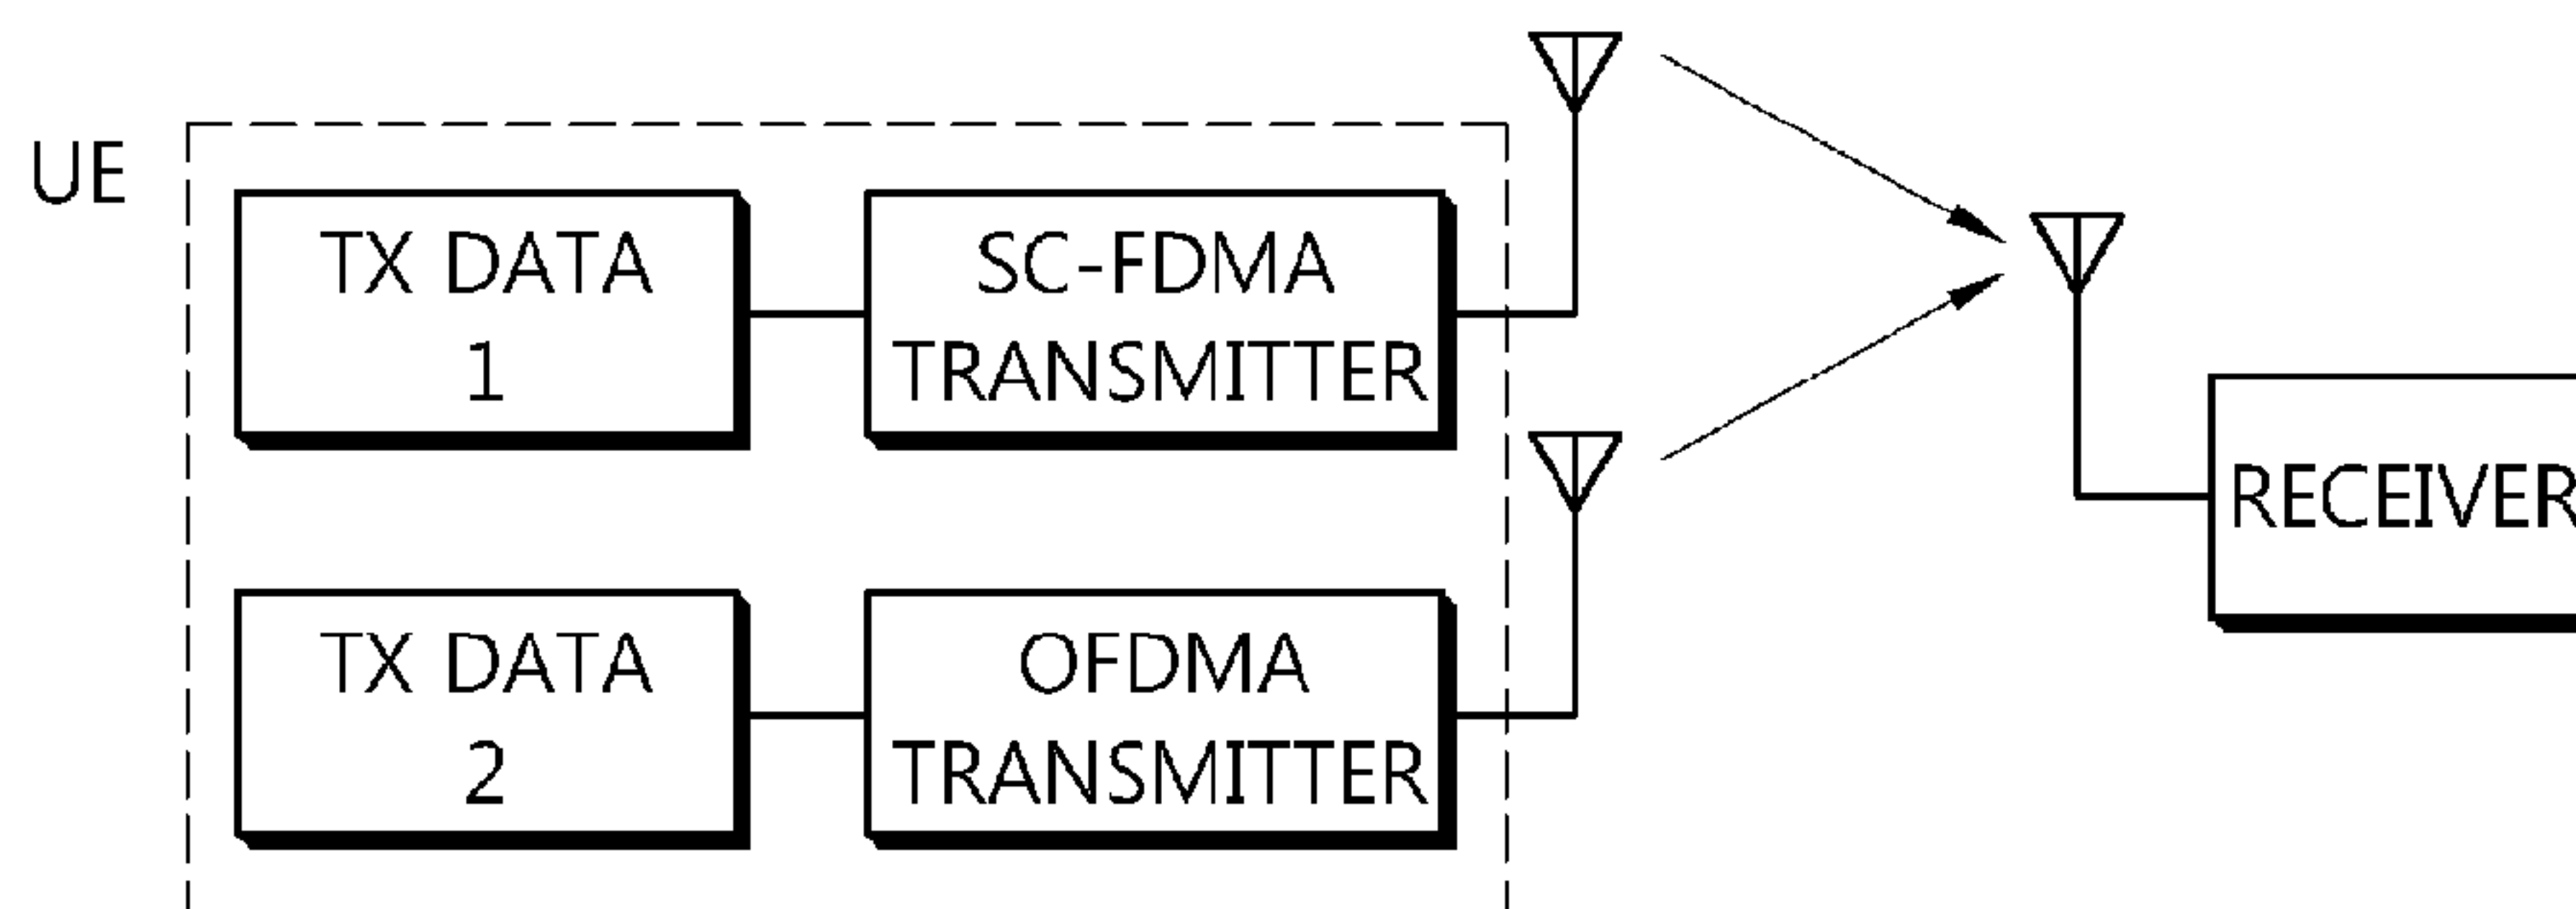 UE
TX DATA
1
SC-FDMA
TRANSMITTER
TX DATA
2
OFDMA
TRANSMITTER
RECEIVER